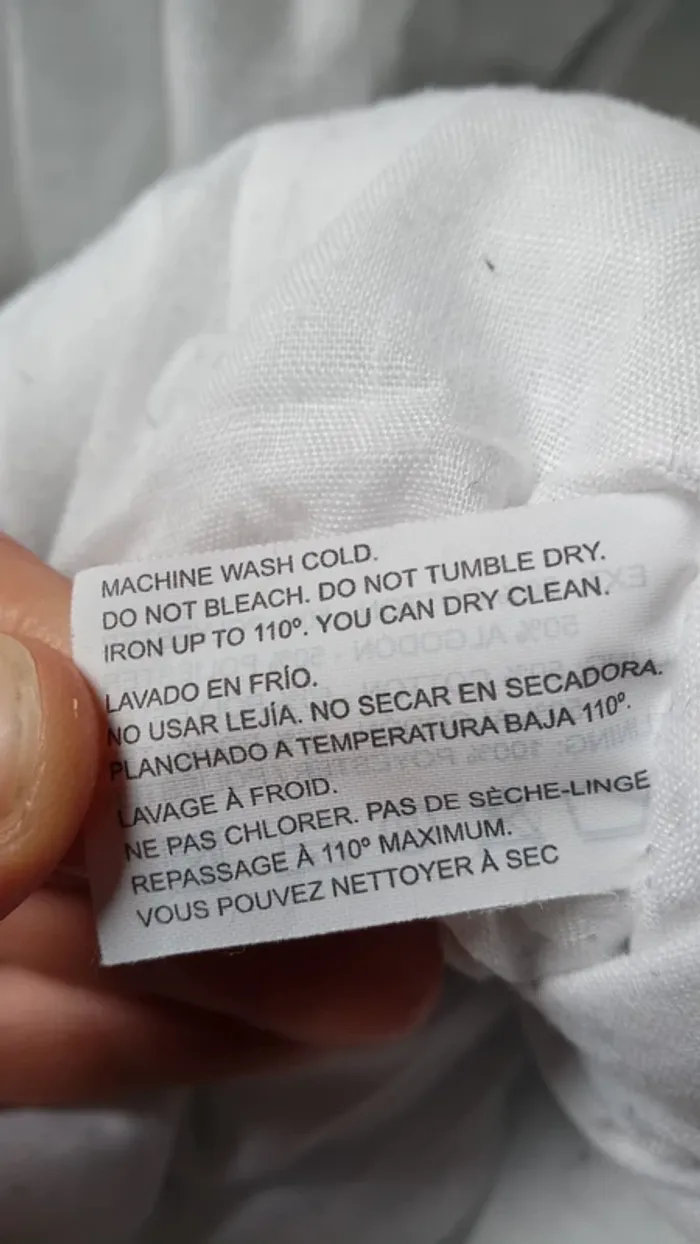 MACHINE WASH COLD.
DO NOT BLEACH. DO NOT TUMBLE DRY.
IRON UP TO 110º. YOU CAN DRY CLEAN.
LAVADO EN FRÍO.
NO USAR LEJÍA. NO SECAR EN SECADORA.
PLANCHADO A TEMPERATURA BAJA 110º.
LAVAGE À FROID.
NE PAS CHLORER. PAS DE SÈCHE-LINGE
REPASSAGE À 110º MAXIMUM.
VOUS POUVEZ NETTOYER À SEC